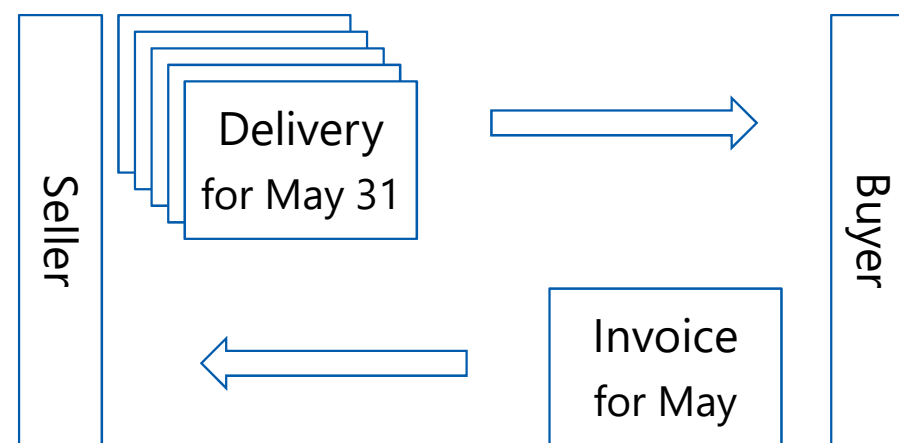 Seller
Delivery
for May 31
Buyer
Invoice
for May